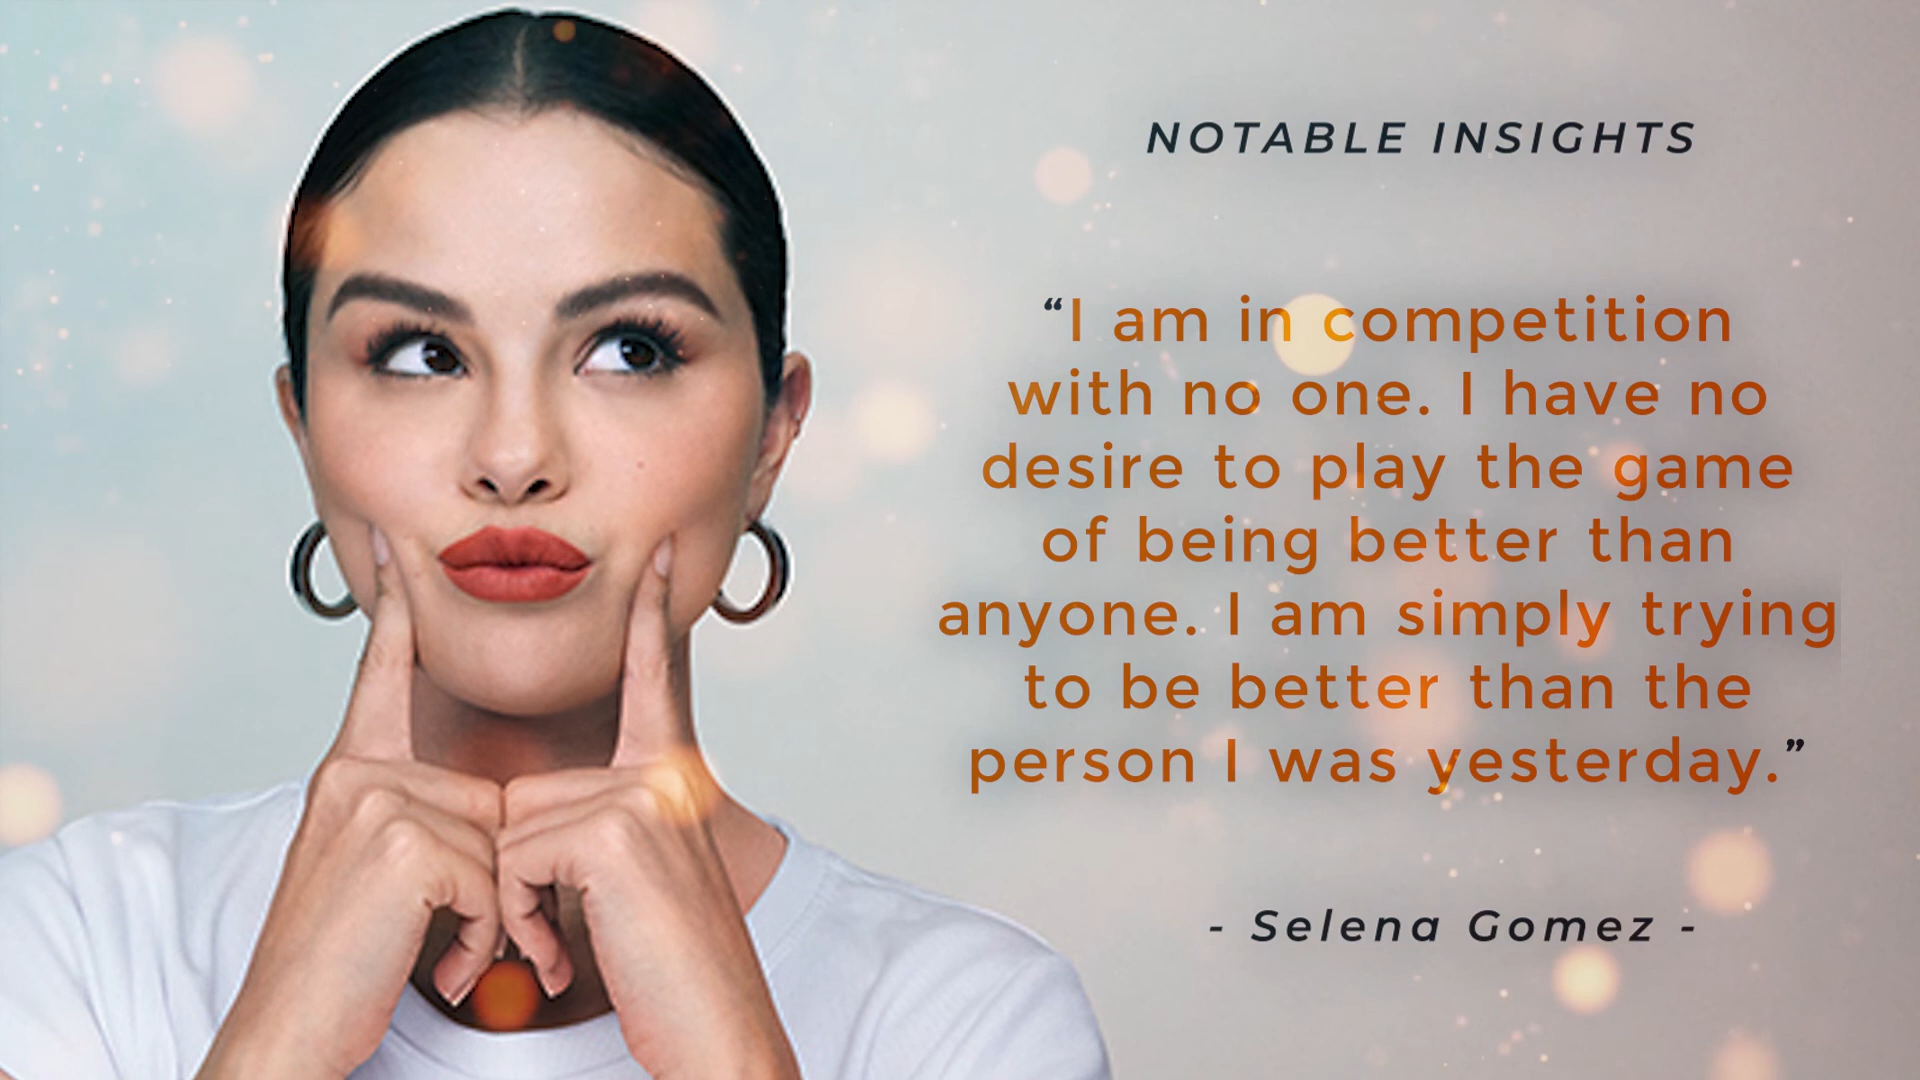 NOTABLE INSIGHTS
“I am in competition
with no one. I have no
desire to play the game
of being better than
anyone. I am simply trying
to be better than the
person I was yesterday.”
- Selena Gomez -